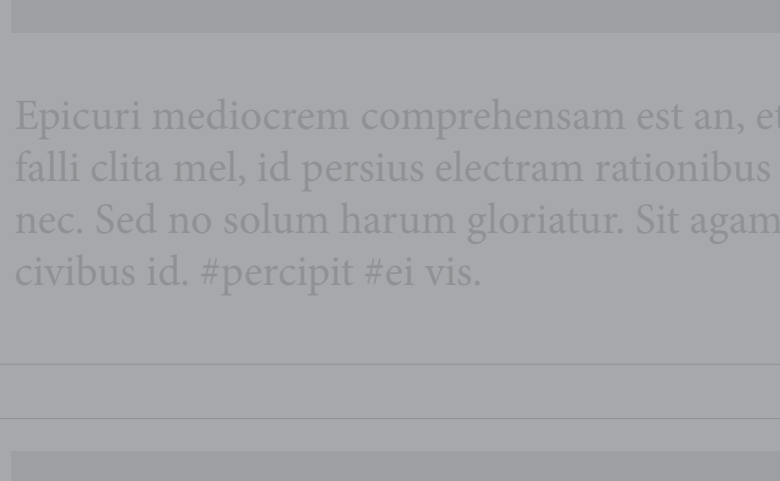 Epicuri mediocrem comprehensam est an, et
falli clita mel, id persius electram rationibus
nec. Sed no solum harum gloriatur. Sit agam
civibus id. #percipit #ei vis.